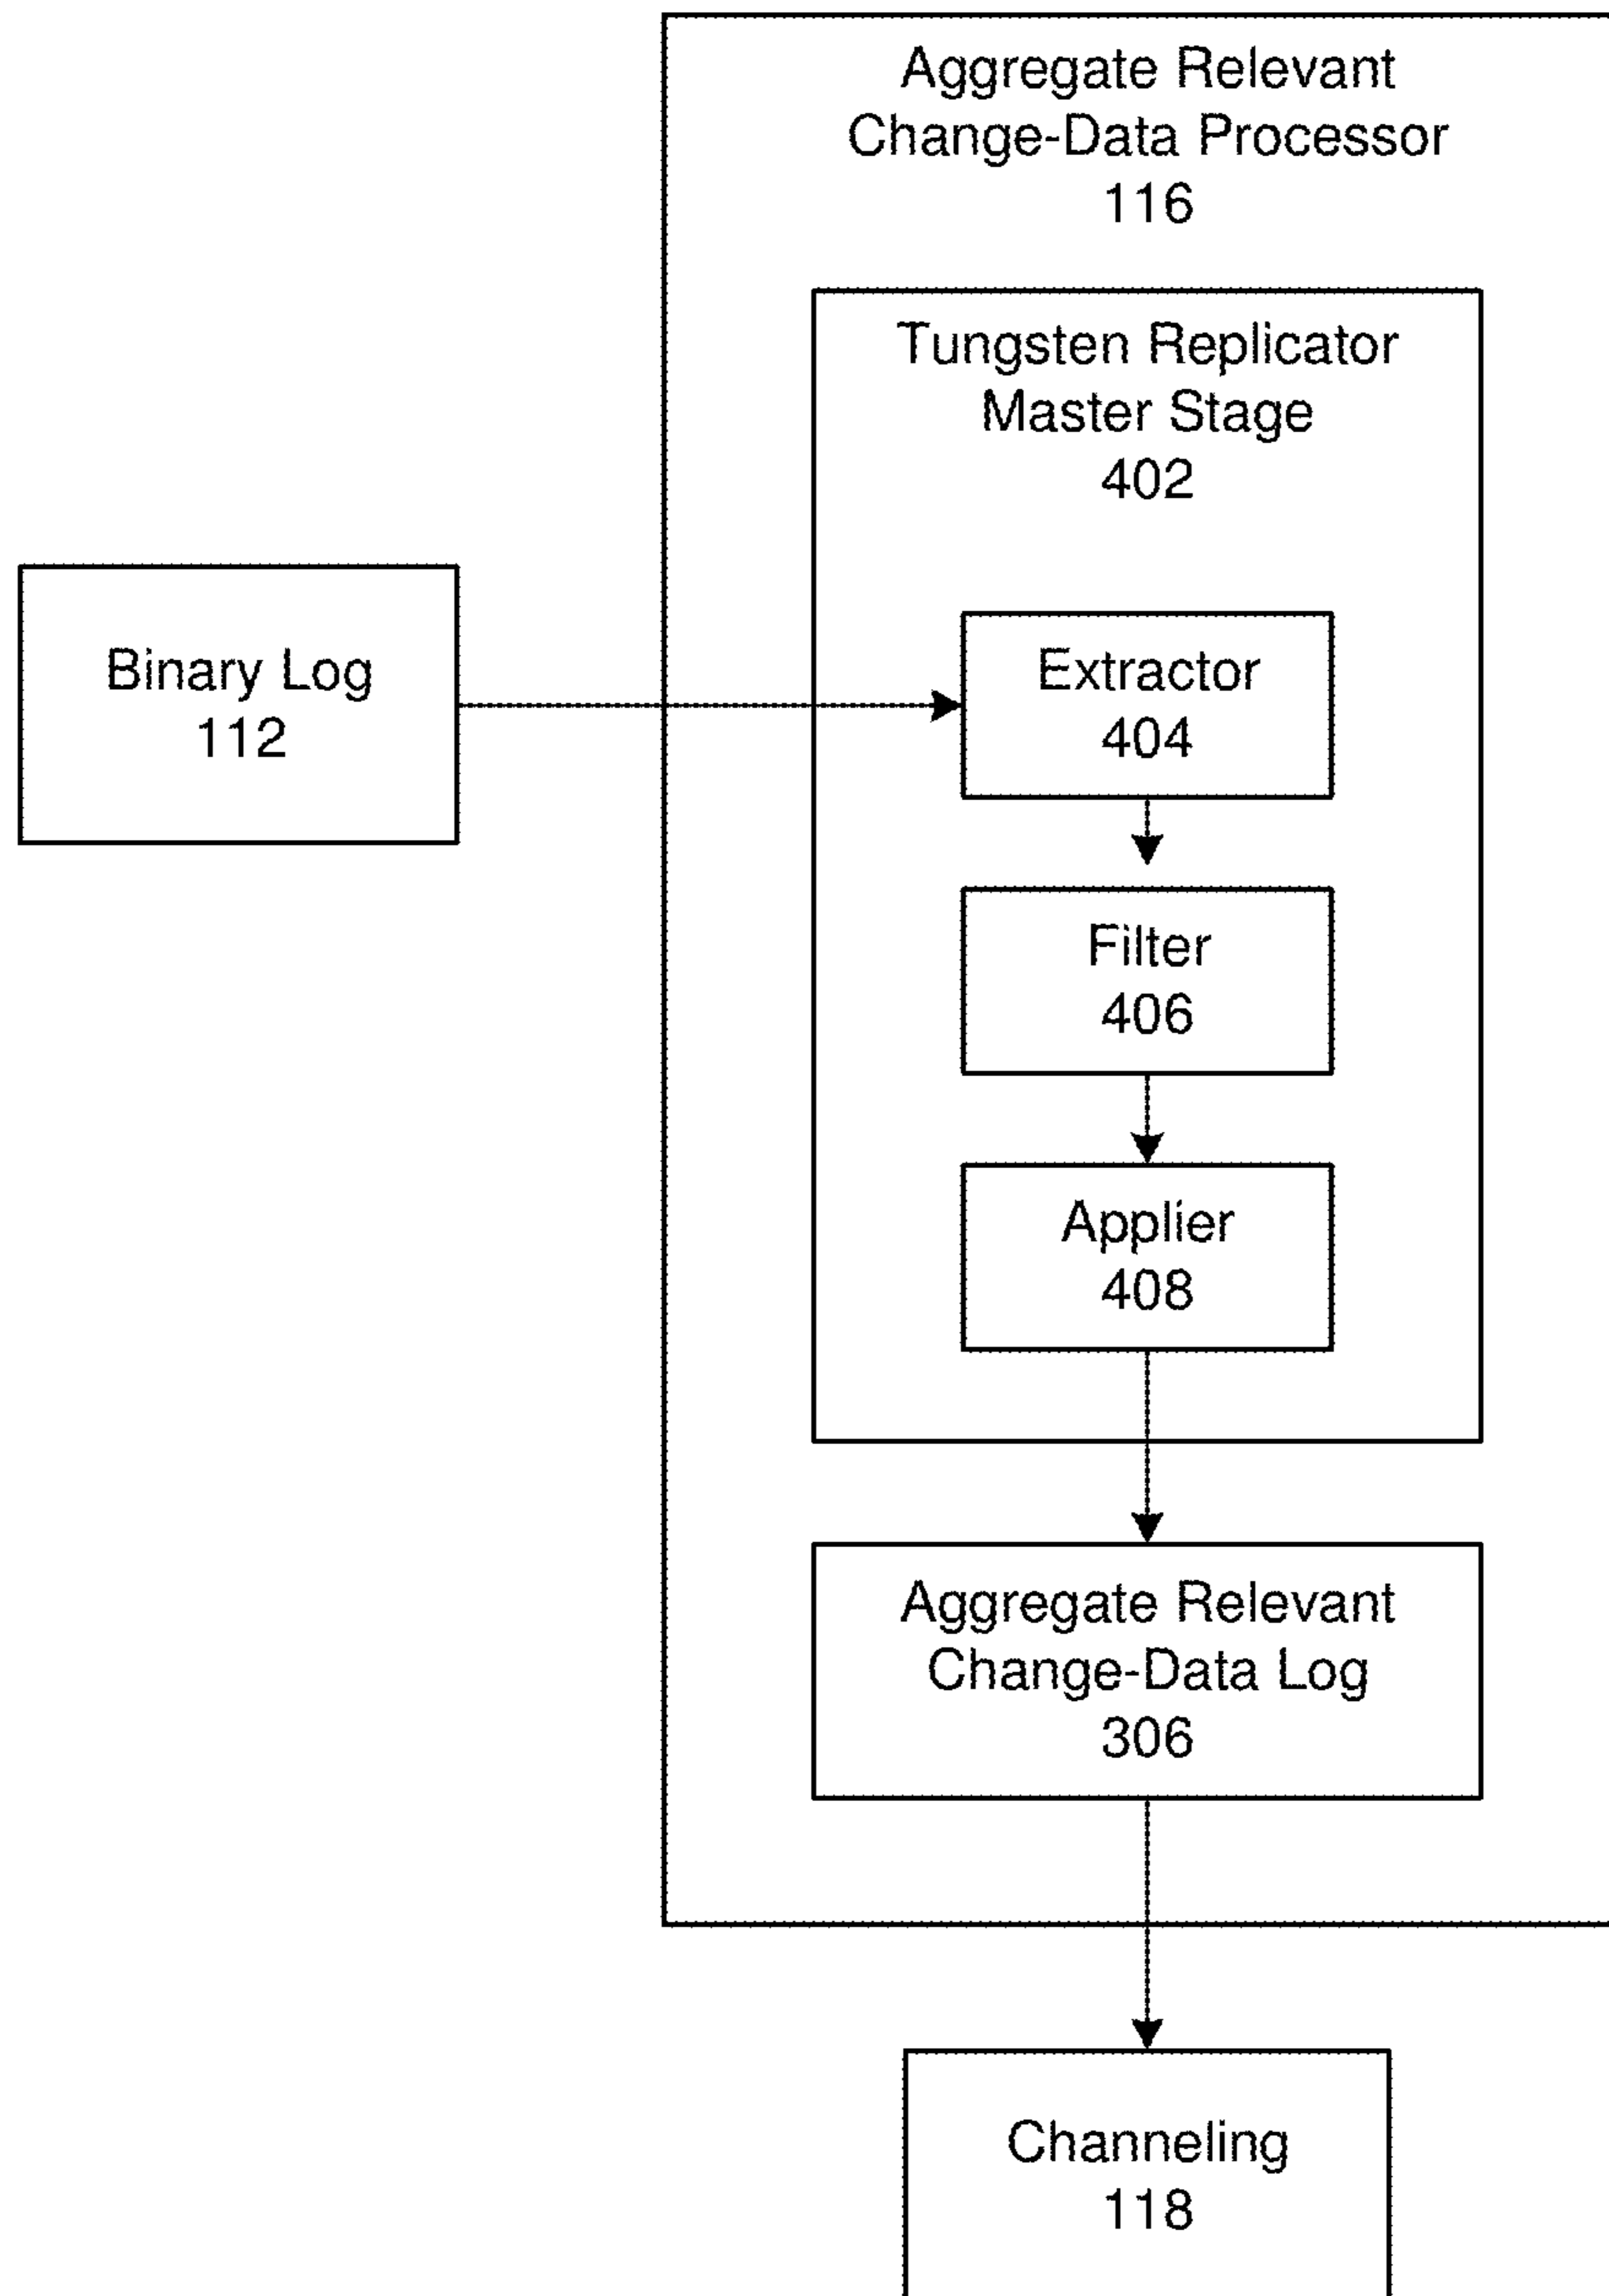 Aggregate Relevant
Change-Data Processor
116
Tungsten Replicator
Master Stage
402
Binary Log
112
Extractor
404
Filter
406
Applier
408
Aggregate Relevant
Change-Data Log
306
Channeling
118